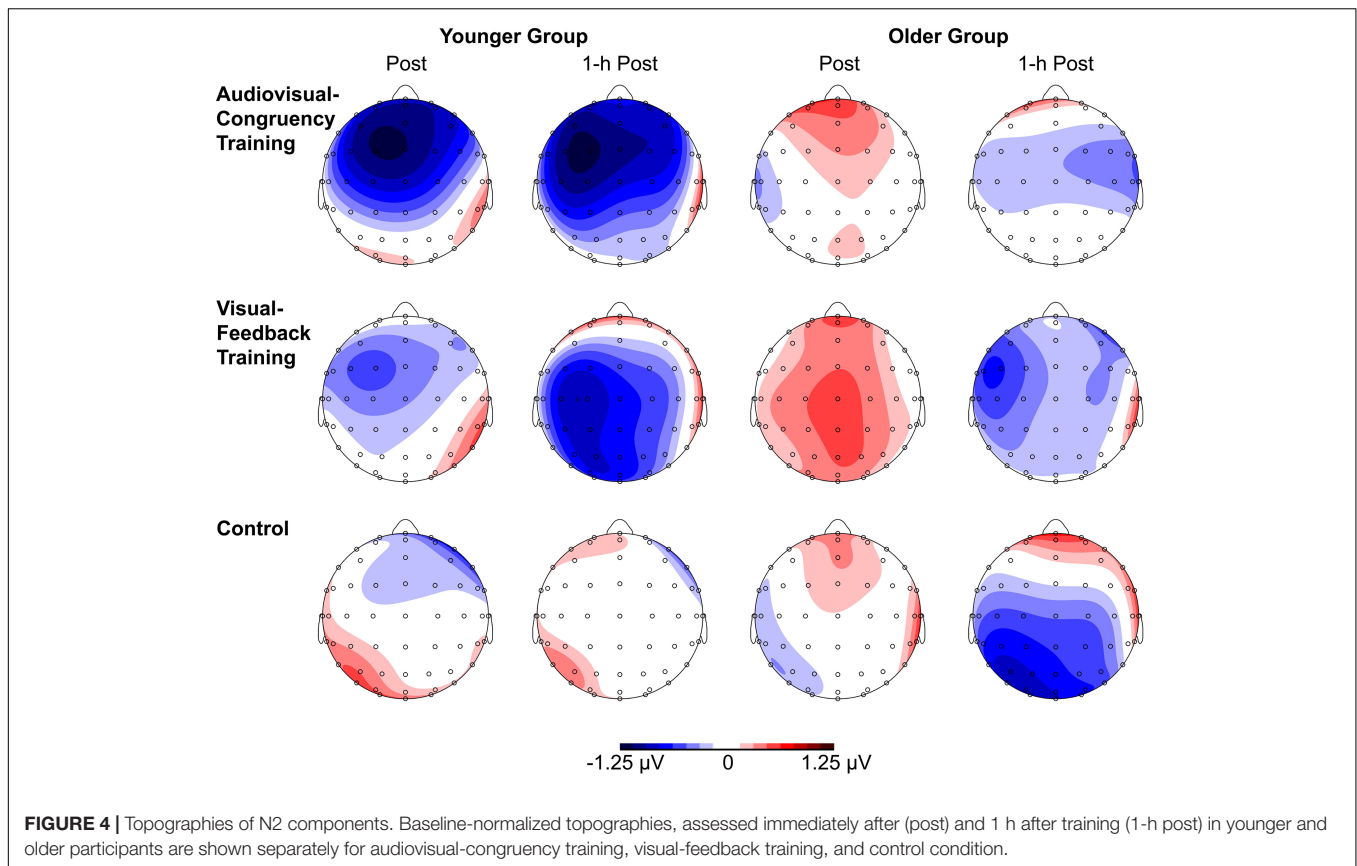 Younger Group Older Group
Post 1-h Post Post 1-h Post
Audiovisual-
Congruency
Training
Visual-
Feedback
Training
Control
-1.25 µV 0 1.25 µV
FIGURE 4 | Topographies of N2 components. Baseline-normalized topographies, assessed immediately after (post) and 1 h after training (1-h post) in younger and
older participants are shown separately for audiovisual-congruency training, visual-feedback training, and control condition.